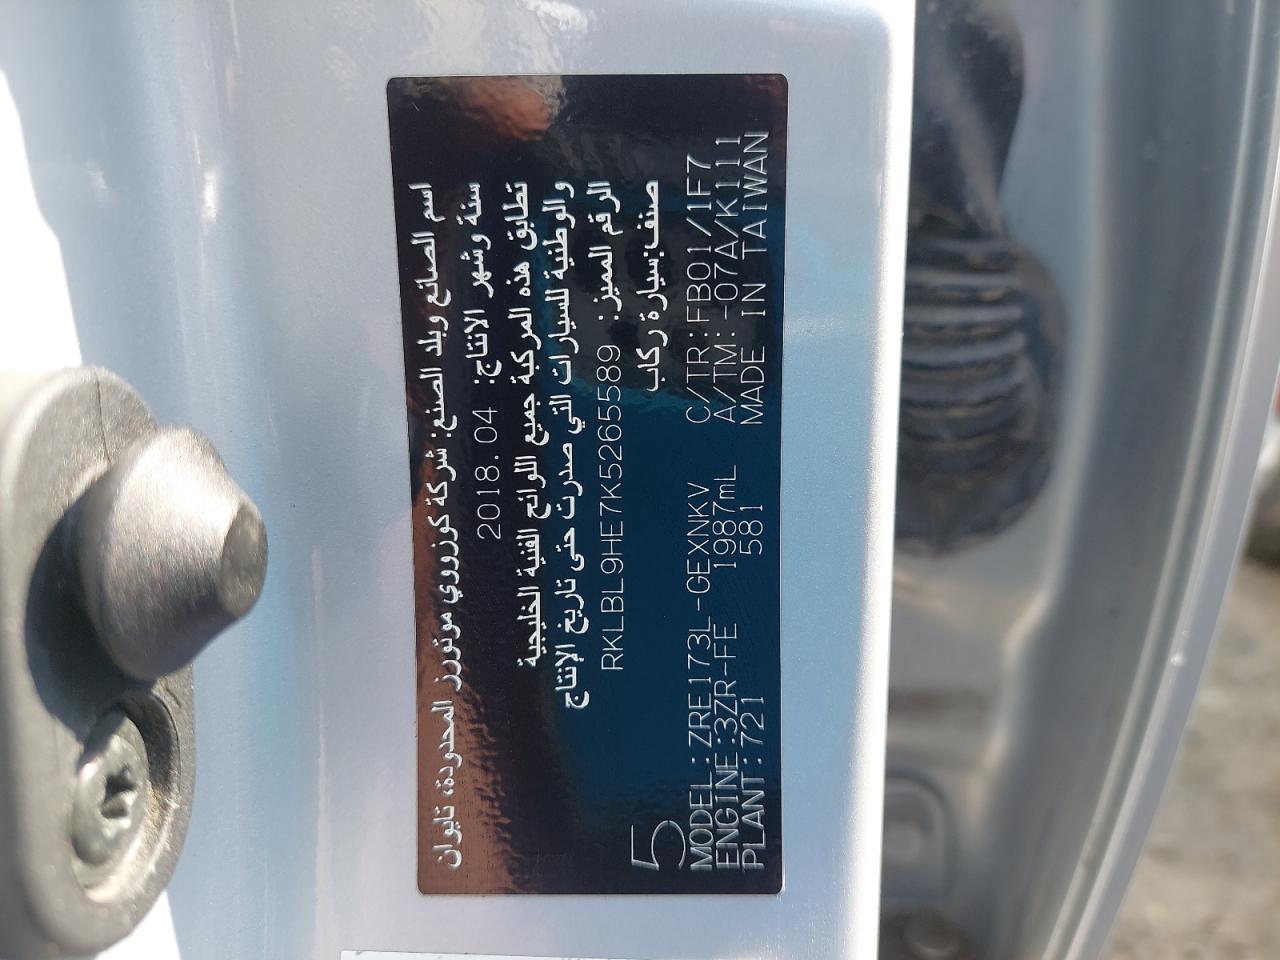 اسم الصانع وبلد الصنع: شركة كوزووي موتورز المحدودة، تايوان
سنة وشهر الانتاج: 2018.04
تطابق هذه المركبة جميع اللوائح الفنية الخليجية
والوطنية للسيارات التي صدرت حتى تاريخ الإنتاج
الرقم المميز: RKLBL9HE7K5265589
صنف:سيارة ركاب
5
MODEL:ZRE173L-GEXNKV C/TR:FB01/1F7
ENGINE:3ZR-FE 1987mL A/TM:-07A/K111
PLANT:721 581 MADE IN TAIWAN